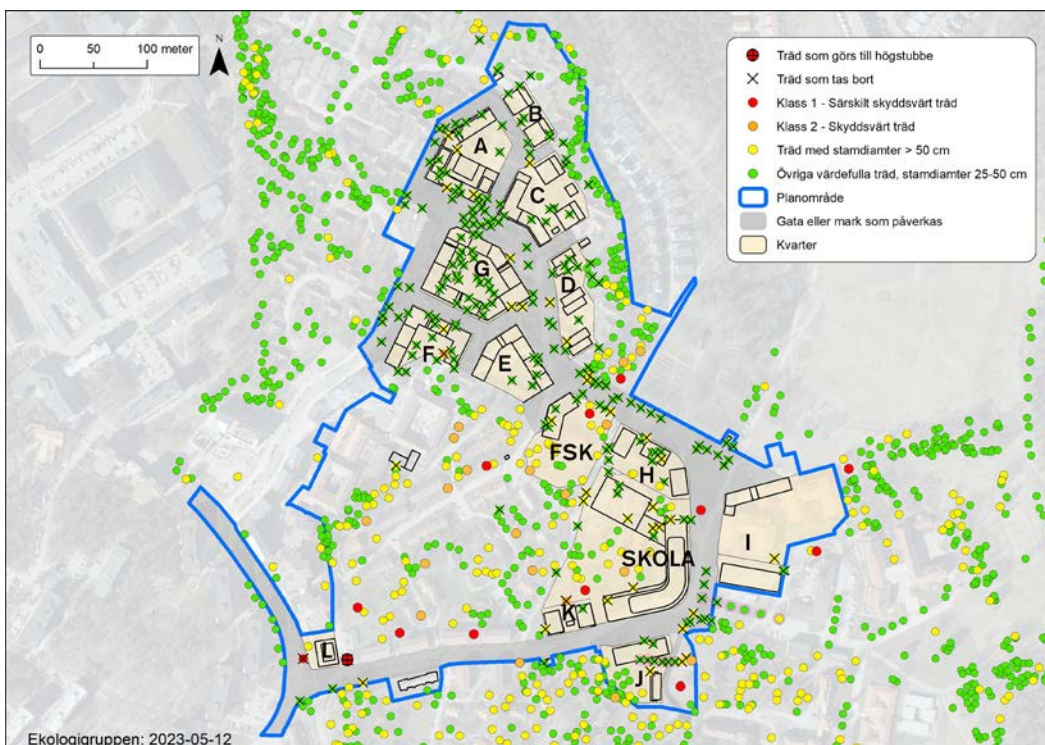 0 50 100 meter
N
Träd som görs till högstubbe
Träd som tas bort
Klass 1 - Särskilt skyddsvärt träd
Klass 2 - Skyddsvärt träd
Träd med stamdiamter > 50 cm
Övriga värdefulla träd, stamdiamter 25-50 cm
Planområde
Gata eller mark som påverkas
Kvarter
B
A
C
G
D
F
E
FSK
H
I
SKOLA
K
L
J
Ekologigruppen: 2023-05-12